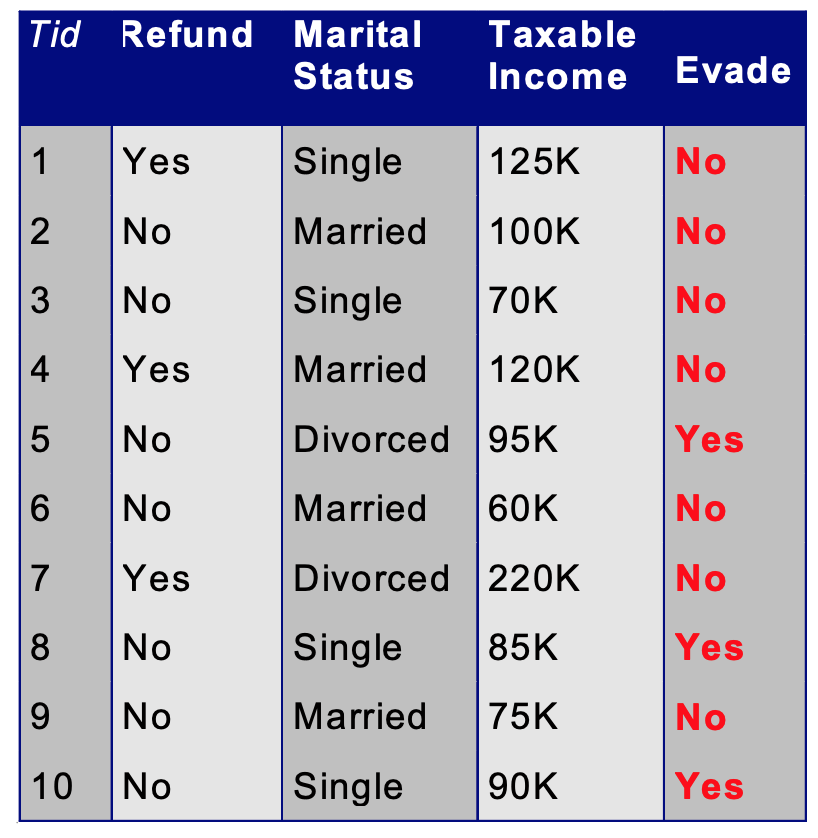 Tid Refund Marital Status Taxable Income Evade
1 Yes Single 125K No
2 No Married 100K No
3 No Single 70K No
4 Yes Married 120K No
5 No Divorced 95K Yes
6 No Married 60K No
7 Yes Divorced 220K No
8 No Single 85K Yes
9 No Married 75K No
10 No Single 90K Yes